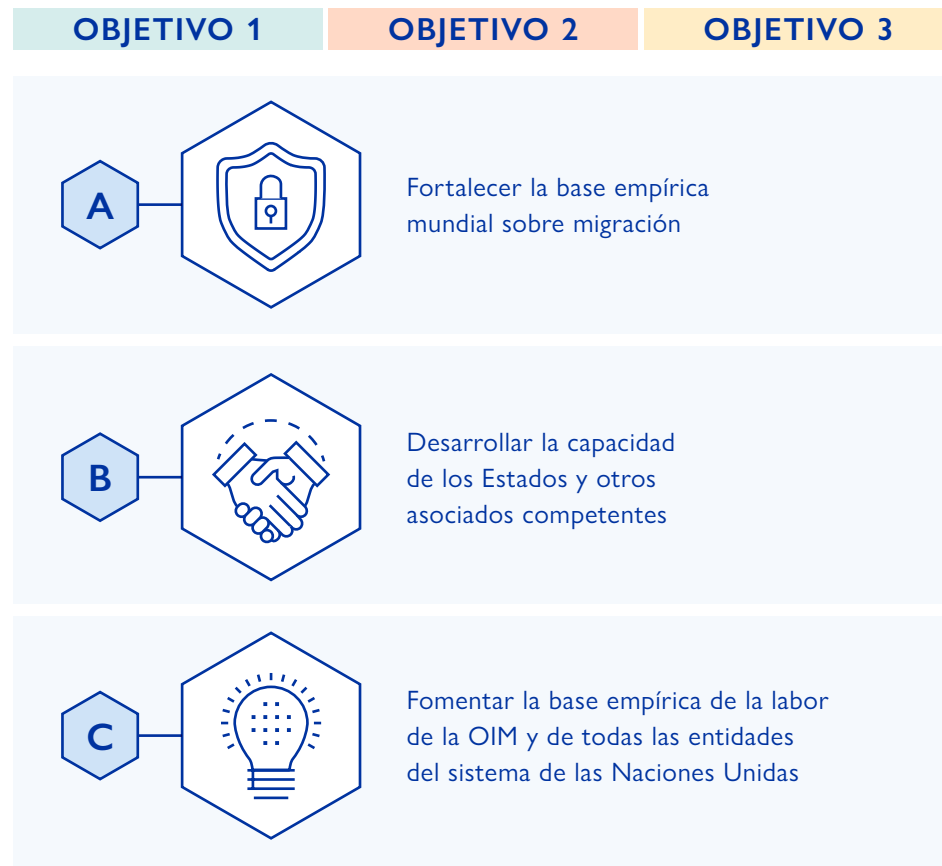 OBJETIVO 1 OBJETIVO 2 OBJETIVO 3
A
Fortalecer la base empírica
mundial sobre migración
B
Desarrollar la capacidad
de los Estados y otros
asociados competentes
C
Fomentar la base empírica de la labor
de la OIM y de todas las entidades
del sistema de las Naciones Unidas